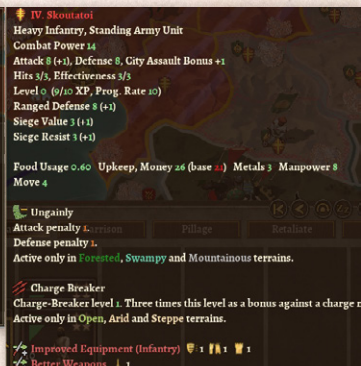 IV. Skoutatoi
Heavy Infantry, Standing Army Unit
Combat Power 14
Attack 8 (+1), Defense 8, City Assault Bonus +1
Hits 3/3, Effectiveness 3/3
Level 0 (9/10 XP, Prog. Rate 10)
Ranged Defense 8 (+1)
Siege Value 3 (+1)
Siege Resist 3 (+1)
Food Usage 0.60 Upkeep, Money 26 (base 21) Metals 3 Manpower 8
Move 4
Ungainly
Attack penalty 1.
Defense penalty 1.
Active only in Forested, Swampy and Mountainous terrains.
Pillage
Retaliate
Charge Breaker
Charge-Breaker level 1. Three times this level as a bonus against a charge
Active only in Open, Arid and Steppe terrains.
Improved Equipment (Infantry) 1 1 1
Better Weapons 1